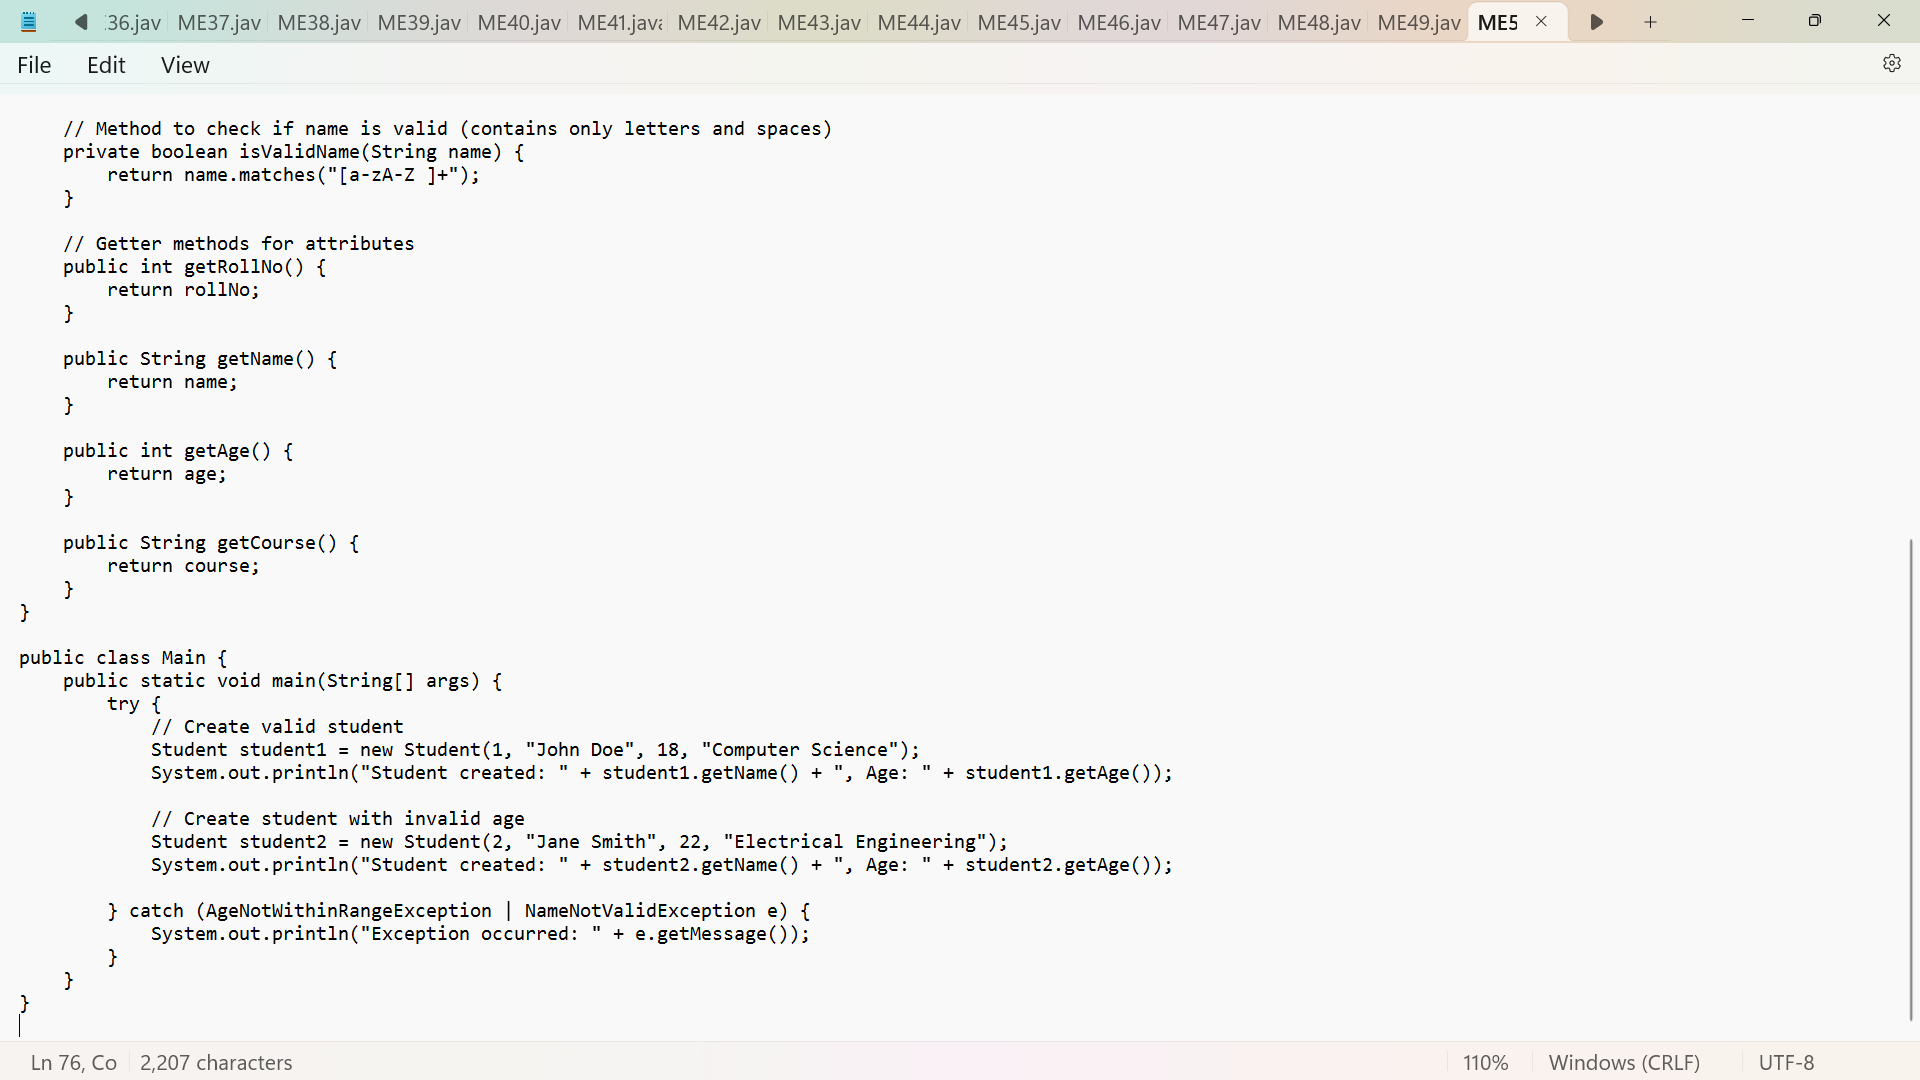 36.jav ME37.jav ME38.jav ME39.jav ME40.jav ME41.java ME42.jav ME43.jav ME44.jav ME45.jav ME46.jav ME47.jav ME48.jav ME49.jav ME5
File Edit View
    // Method to check if name is valid (contains only letters and spaces)
    private boolean isValidName(String name) {
        return name.matches("[a-zA-Z ]+");
    }
    // Getter methods for attributes
    public int getRollNo() {
        return rollNo;
    }
    public String getName() {
        return name;
    }
    public int getAge() {
        return age;
    }
    public String getCourse() {
        return course;
    }
}
public class Main {
    public static void main(String[] args) {
        try {
            // Create valid student
            Student student1 = new Student(1, "John Doe", 18, "Computer Science");
            System.out.println("Student created: " + student1.getName() + ", Age: " + student1.getAge());
            // Create student with invalid age
            Student student2 = new Student(2, "Jane Smith", 22, "Electrical Engineering");
            System.out.println("Student created: " + student2.getName() + ", Age: " + student2.getAge());
        } catch (AgeNotWithinRangeException | NameNotValidException e) {
            System.out.println("Exception occurred: " + e.getMessage());
        }
    }
}
Ln 76, Co 2,207 characters 110% Windows (CRLF) UTF-8